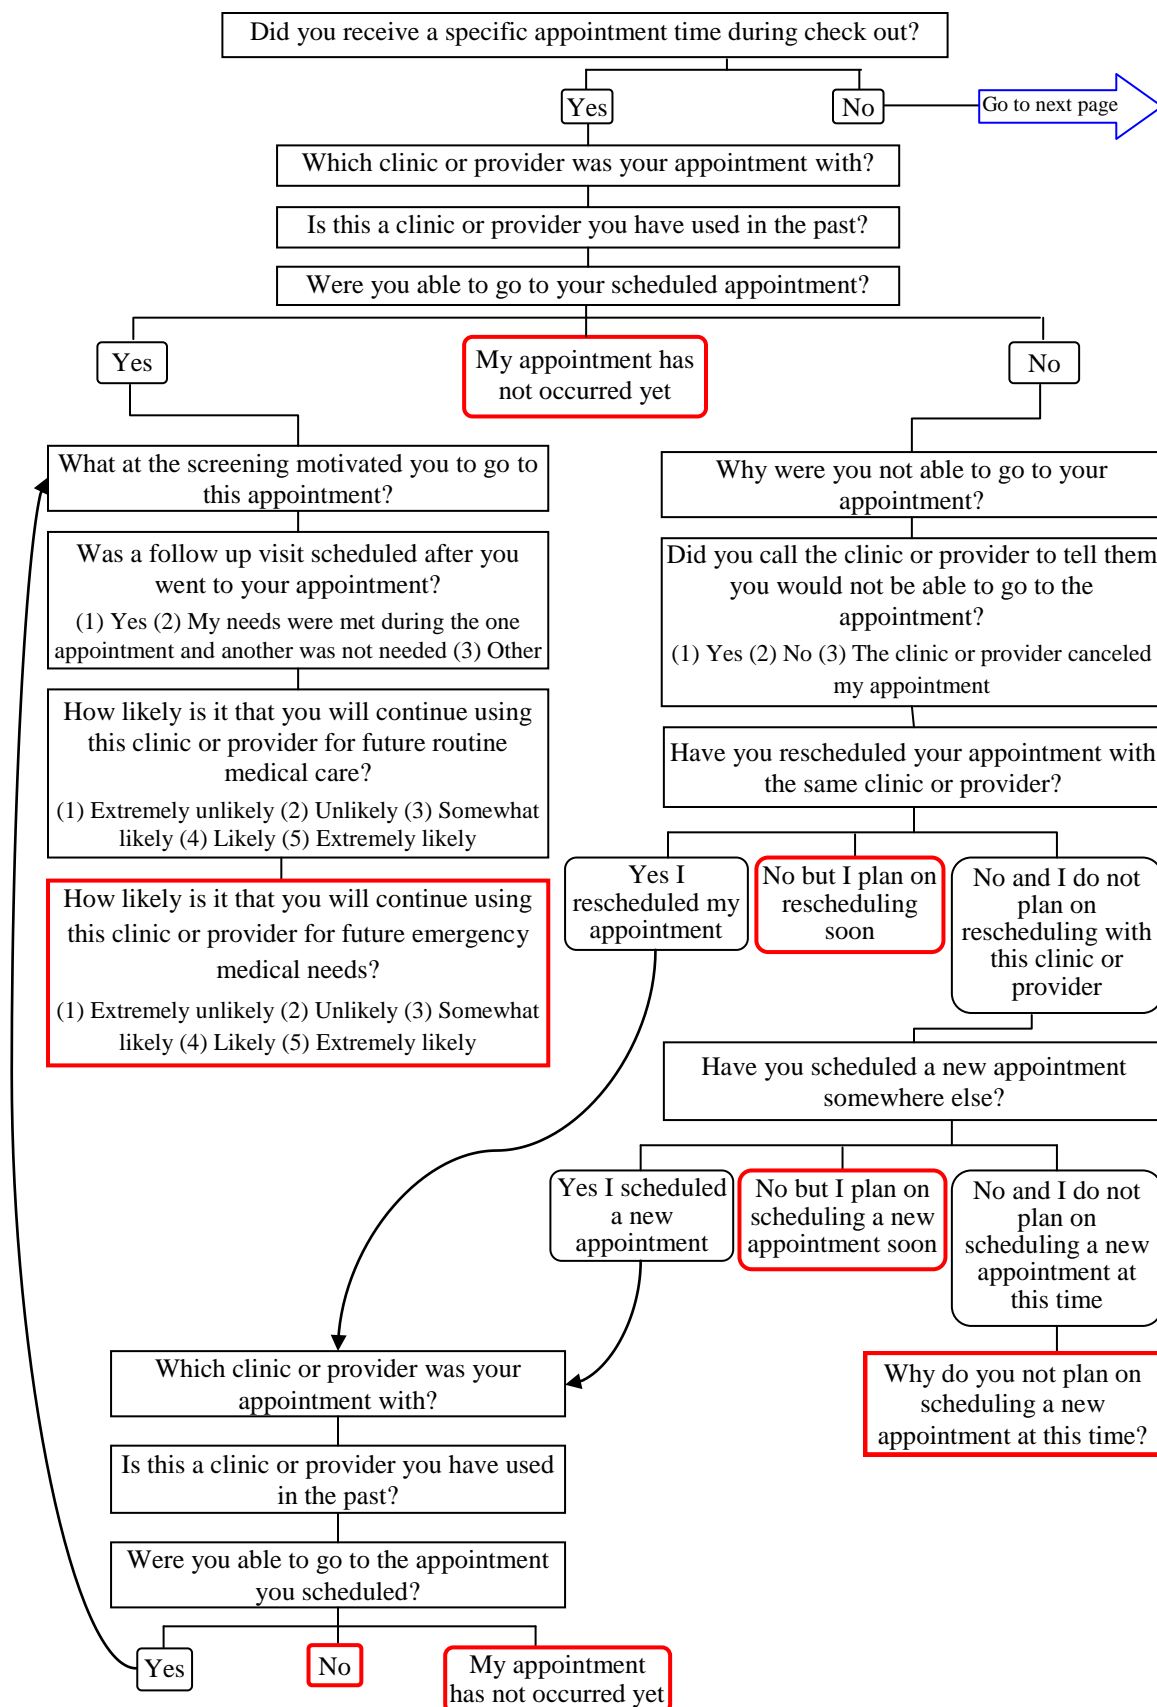 Did you receive a specific appointment time during check out?
Yes
No
Go to next page
Which clinic or provider was your appointment with?
Is this a clinic or provider you have used in the past?
Were you able to go to your scheduled appointment?
Yes
My appointment has
not occurred yet
No
What at the screening motivated you to go to
this appointment?
Was a follow up visit scheduled after you
went to your appointment?
(1) Yes (2) My needs were met during the one
appointment and another was not needed (3) Other
How likely is it that you will continue using
this clinic or provider for future routine
medical care?
(1) Extremely unlikely (2) Unlikely (3) Somewhat
likely (4) Likely (5) Extremely likely
How likely is it that you will continue using
this clinic or provider for future emergency
medical needs?
(1) Extremely unlikely (2) Unlikely (3) Somewhat
likely (4) Likely (5) Extremely likely
Why were you not able to go to your
appointment?
Did you call the clinic or provider to tell them
you would not be able to go to the
appointment?
(1) Yes (2) No (3) The clinic or provider canceled
my appointment
Have you rescheduled your appointment with
the same clinic or provider?
Yes I
rescheduled my
appointment
No but I plan on
rescheduling
soon
No and I do not
plan on
rescheduling with
this clinic or
provider
Have you scheduled a new appointment
somewhere else?
Yes I scheduled
a new
appointment
No but I plan on
scheduling a new
appointment soon
No and I do not
plan on
scheduling a new
appointment at
this time
Why do you not plan on
scheduling a new
appointment at this time?
Which clinic or provider was your
appointment with?
Is this a clinic or provider you have used
in the past?
Were you able to go to the appointment
you scheduled?
Yes
No
My appointment
has not occurred yet